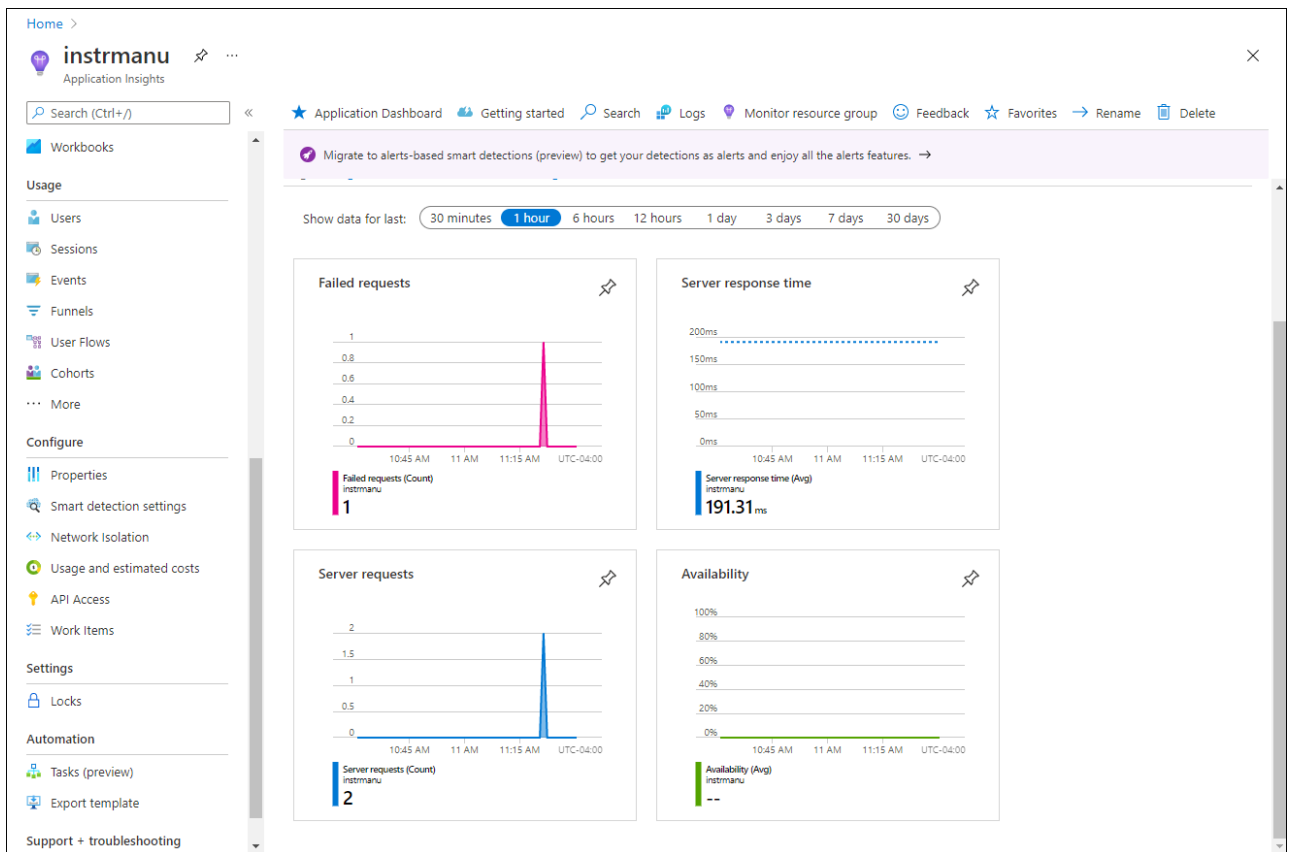 Home >
instrmanu
Application Insights
Search (Ctrl+/)
Workbooks
Usage
Users
Sessions
Events
Funnels
User Flows
Cohorts
More
Configure
Properties
Smart detection settings
Network Isolation
Usage and estimated costs
API Access
Work Items
Settings
Locks
Automation
Tasks (preview)
Export template
Support + troubleshooting
Application Dashboard Getting started Search Logs Monitor resource group Feedback Favorites Rename Delete
Migrate to alerts-based smart detections (preview) to get your detections as alerts and enjoy all the alerts features. →
Show data for last: 30 minutes 1 hour 6 hours 12 hours 1 day 3 days 7 days 30 days
Failed requests
1
0.8
0.6
0.4
0.2
0
10:45 AM 11 AM 11:15 AM UTC-04:00
Failed requests (Count)
instrmanu
1
Server response time
200ms
150ms
100ms
50ms
0ms
10:45 AM 11 AM 11:15 AM UTC-04:00
Server response time (Avg)
instrmanu
191.31 ms
Server requests
2
1.5
1
0.5
0
10:45 AM 11 AM 11:15 AM UTC-04:00
Server requests (Count)
instrmanu
2
Availability
100%
80%
60%
40%
20%
0%
10:45 AM 11 AM 11:15 AM UTC-04:00
Availability (Avg)
instrmanu
--